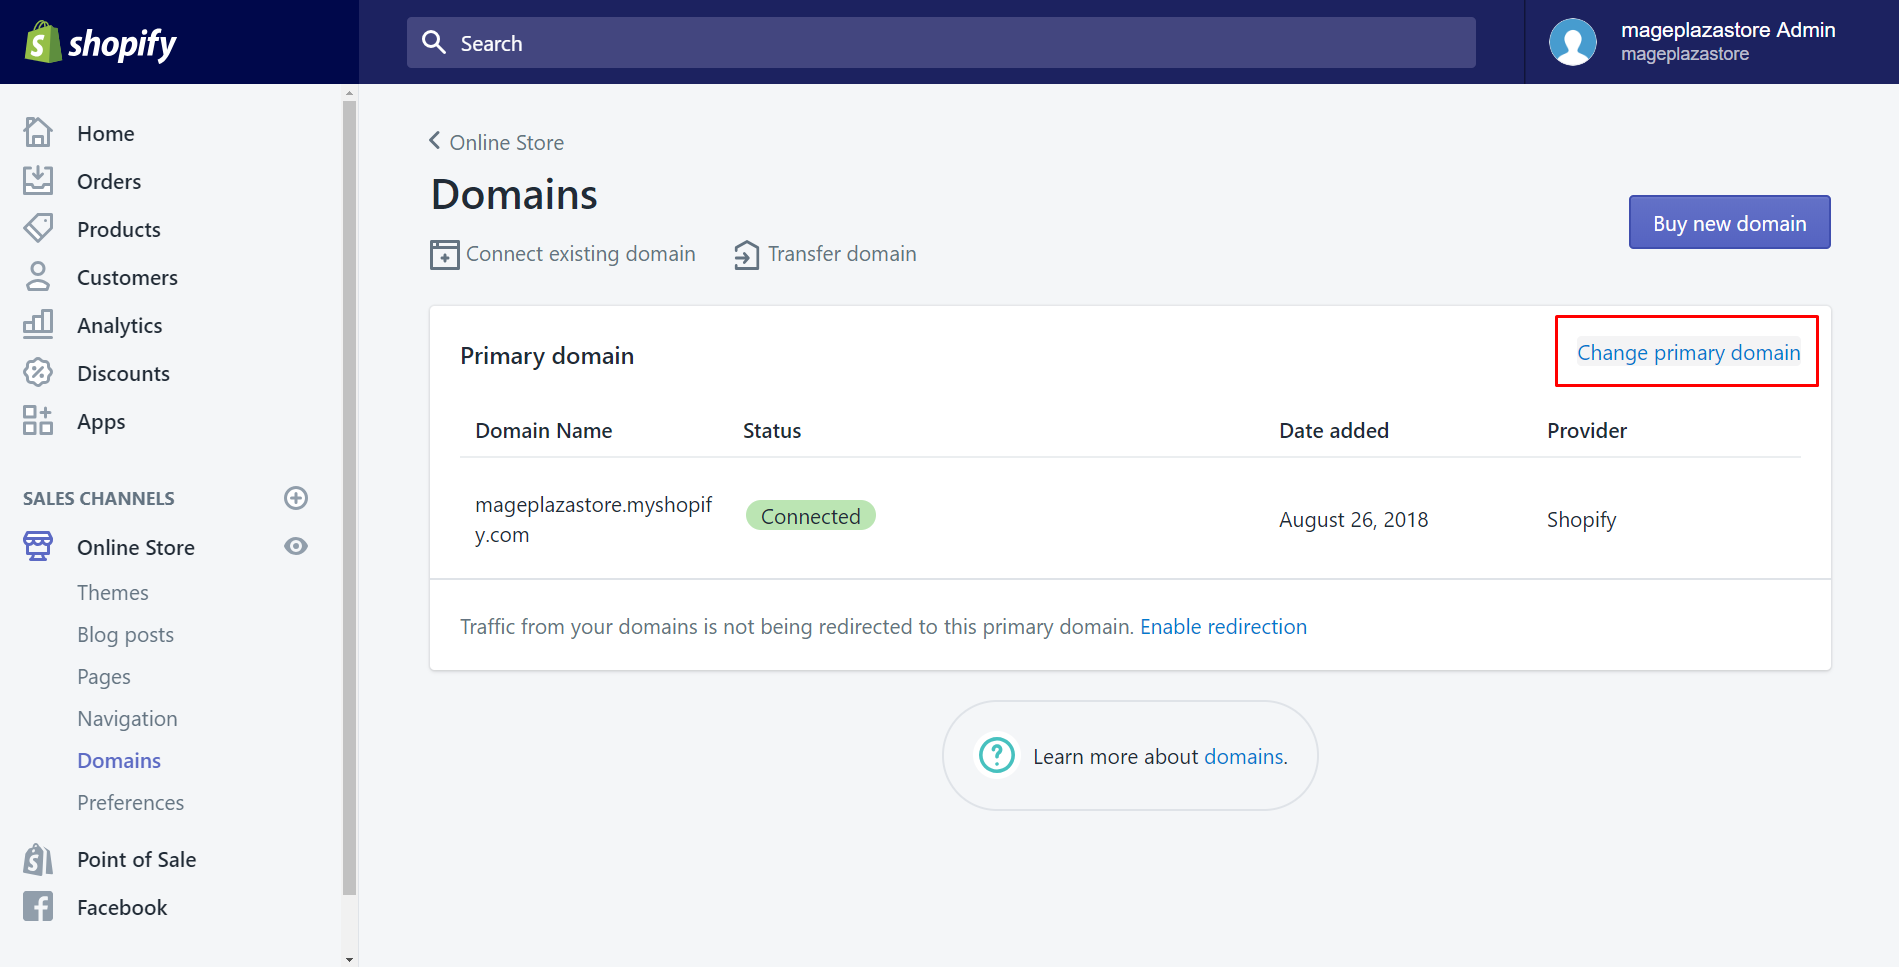 shopify
Search
mageplazastore Admin
mageplazastore
Home
Orders
Products
Customers
Analytics
Discounts
Apps
SALES CHANNELS
Online Store
Themes
Blog posts
Pages
Navigation
Domains
Preferences
Point of Sale
Facebook
Online Store
Domains
Connect existing domain Transfer domain
Buy new domain
Primary domain Change primary domain
Domain Name Status Date added Provider
mageplazastore.myshopif
y.com
Connected August 26, 2018 Shopify
Traffic from your domains is not being redirected to this primary domain. Enable redirection
Learn more about domains.